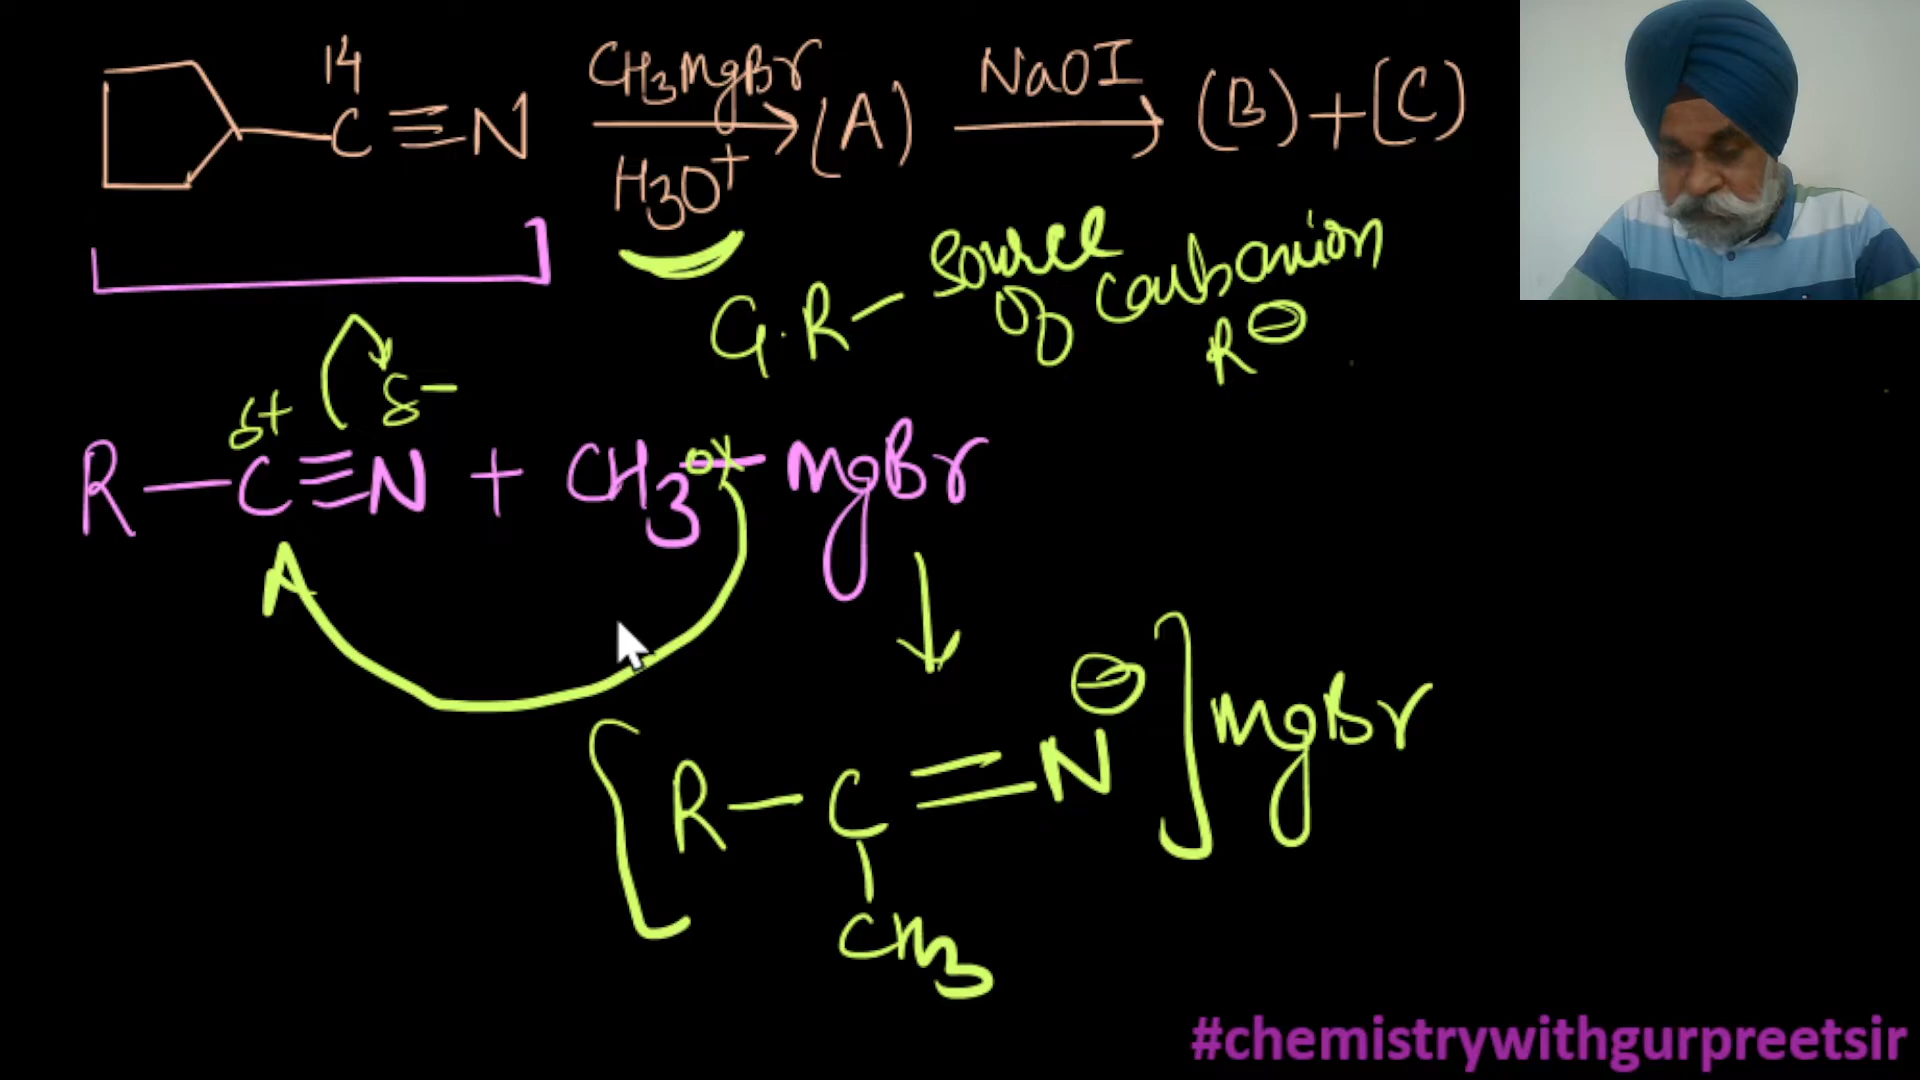 14
C≡N CH3MgBr (A) NaOI (B)+(C)
H3O+
G.R – source of carbanion
R⊖
δ+ δ–
R–C≡N + CH3–MgBr
[R–C=N⊖]MgBr
CH3
#chemistrywithgurpreetsir